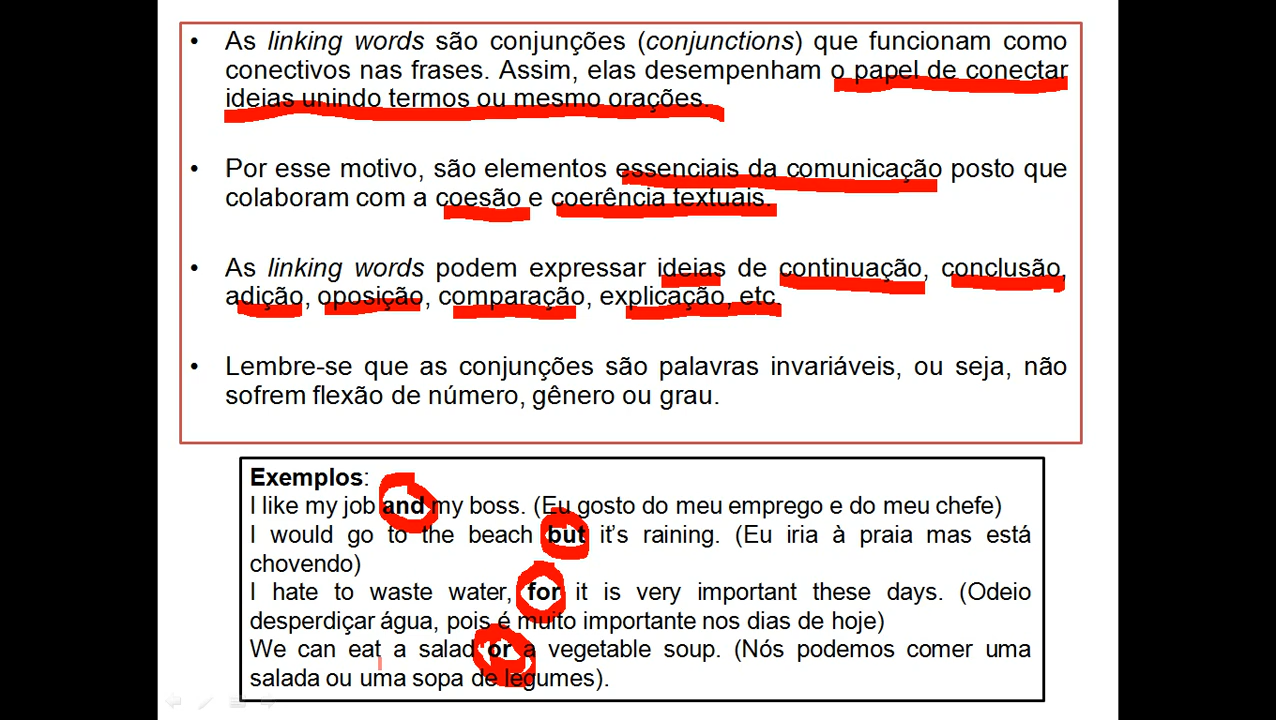 • As linking words são conjunções (conjunctions) que funcionam como
conectivos nas frases. Assim, elas desempenham o papel de conectar
ideias unindo termos ou mesmo orações.
• Por esse motivo, são elementos essenciais da comunicação posto que
colaboram com a coesão e coerência textuais.
• As linking words podem expressar ideias de continuação, conclusão,
adição, oposição, comparação, explicação, etc.
• Lembre-se que as conjunções são palavras invariáveis, ou seja, não
sofrem flexão de número, gênero ou grau.
Exemplos:
I like my job and my boss. (Eu gosto do meu emprego e do meu chefe)
I would go to the beach but it’s raining. (Eu iria à praia mas está
chovendo)
I hate to waste water, for it is very important these days. (Odeio
desperdiçar água, pois é muito importante nos dias de hoje)
We can eat a salad or a vegetable soup. (Nós podemos comer uma
salada ou uma sopa de legumes).